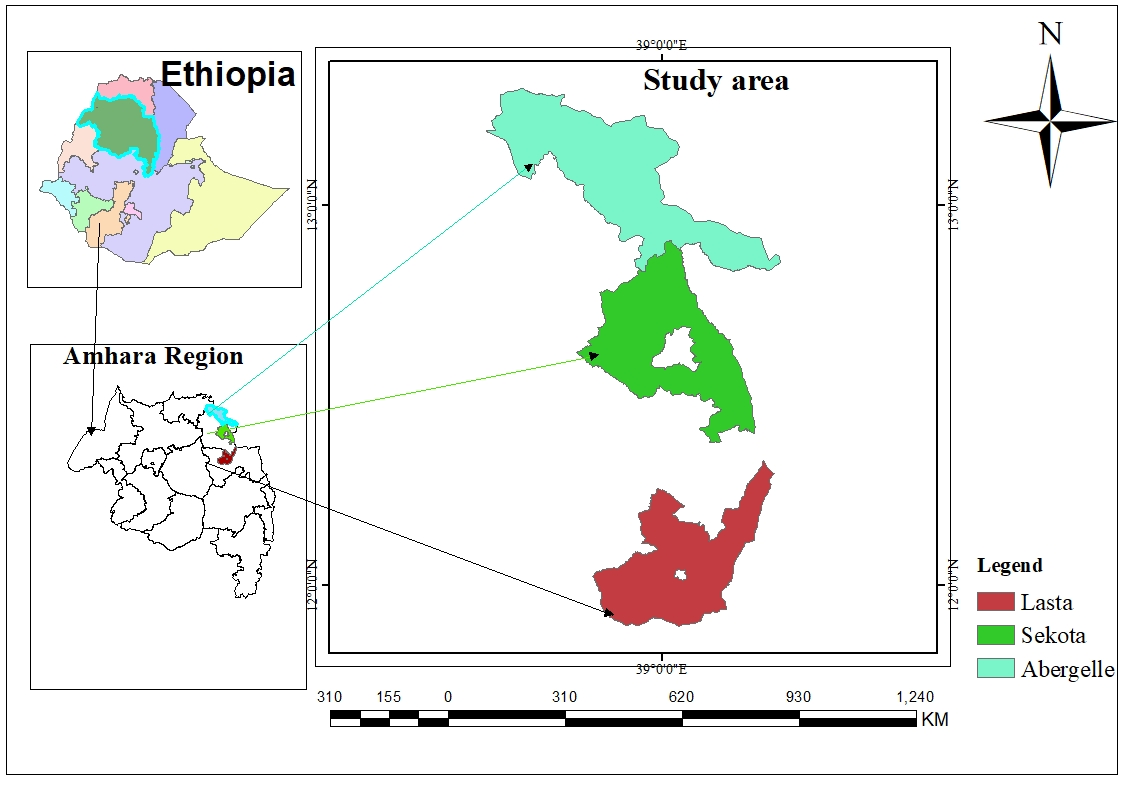 Ethiopia
Amhara Region
39°0'0"E
Study area
13°0'0"N
13°0'0"N
12°0'0"N
12°0'0"N
39°0'0"E
N
Legend
Lasta
Sekota
Abergelle
310 155 0 310 620 930 1,240
KM